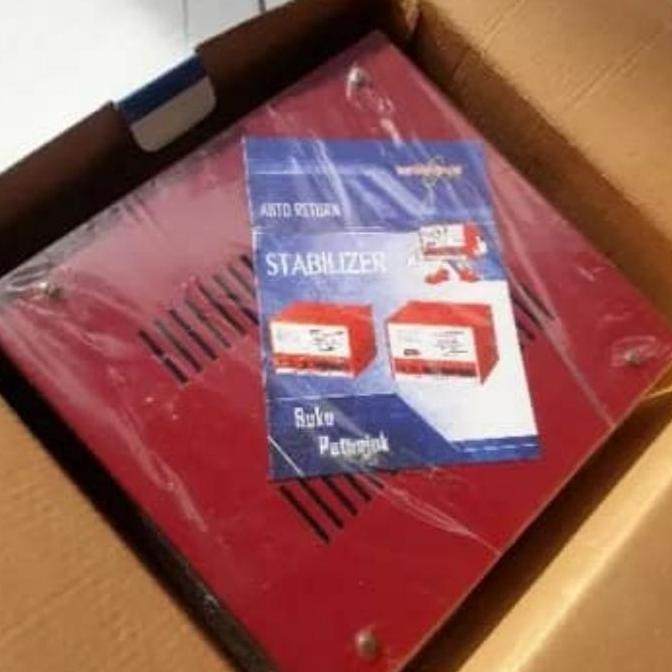 AUTO RETURN
STABILIZER
Buku
Petunjuk